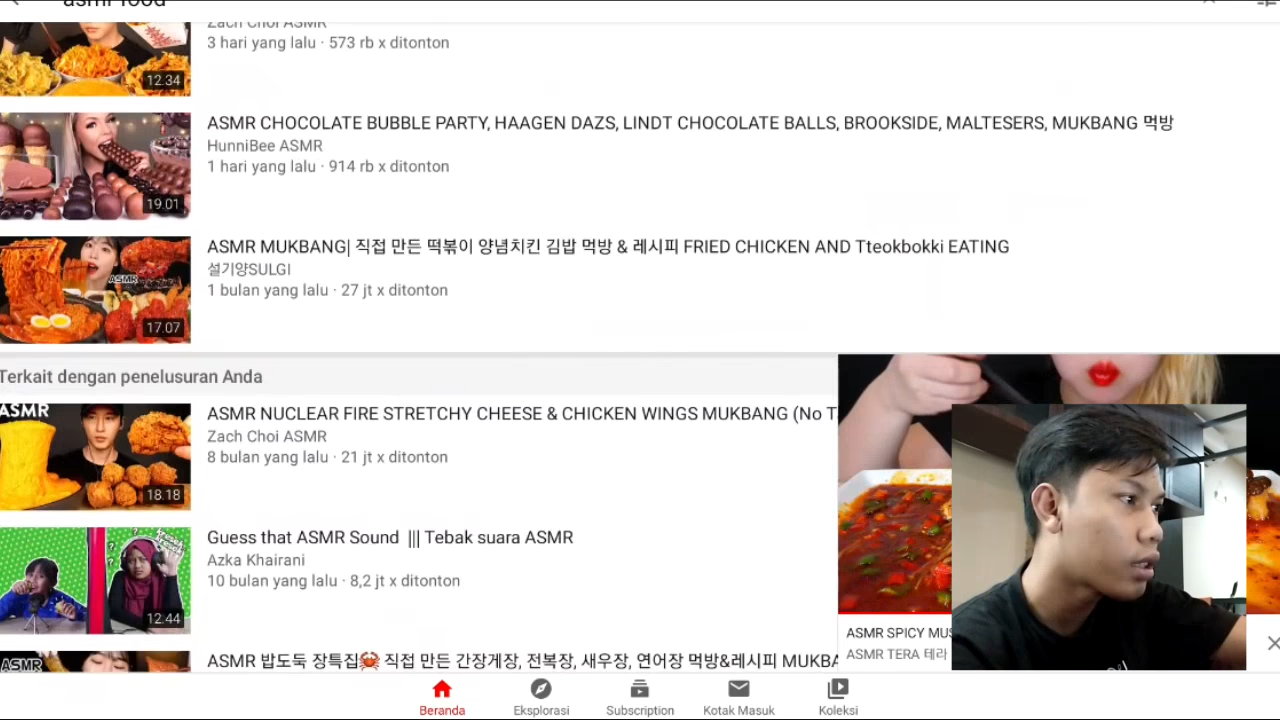 asmr food
Zach Choi ASMR
3 hari yang lalu · 573 rb x ditonton
12.34
ASMR CHOCOLATE BUBBLE PARTY, HAAGEN DAZS, LINDT CHOCOLATE BALLS, BROOKSIDE, MALTESERS, MUKBANG 먹방
HunniBee ASMR
1 hari yang lalu · 914 rb x ditonton
19.01
ASMR MUKBANG| 직접 만든 떡볶이 양념치킨 김밥 먹방 & 레시피 FRIED CHICKEN AND Tteokbokki EATING
설기양SULGI
1 bulan yang lalu · 27 jt x ditonton
ASMR
17.07
Terkait dengan penelusuran Anda
ASMR
ASMR NUCLEAR FIRE STRETCHY CHEESE & CHICKEN WINGS MUKBANG (No T
Zach Choi ASMR
8 bulan yang lalu · 21 jt x ditonton
18.18
Guess that ASMR Sound ||| Tebak suara ASMR
Azka Khairani
10 bulan yang lalu · 8,2 jt x ditonton
12.44
ASMR SPICY MUS
ASMR TERA 테라
ASMR
ASMR 밥도둑 장특집🦀 직접 만든 간장게장, 전복장, 새우장, 연어장 먹방&레시피 MUKBA
Beranda
Eksplorasi
Subscription
Kotak Masuk
Koleksi